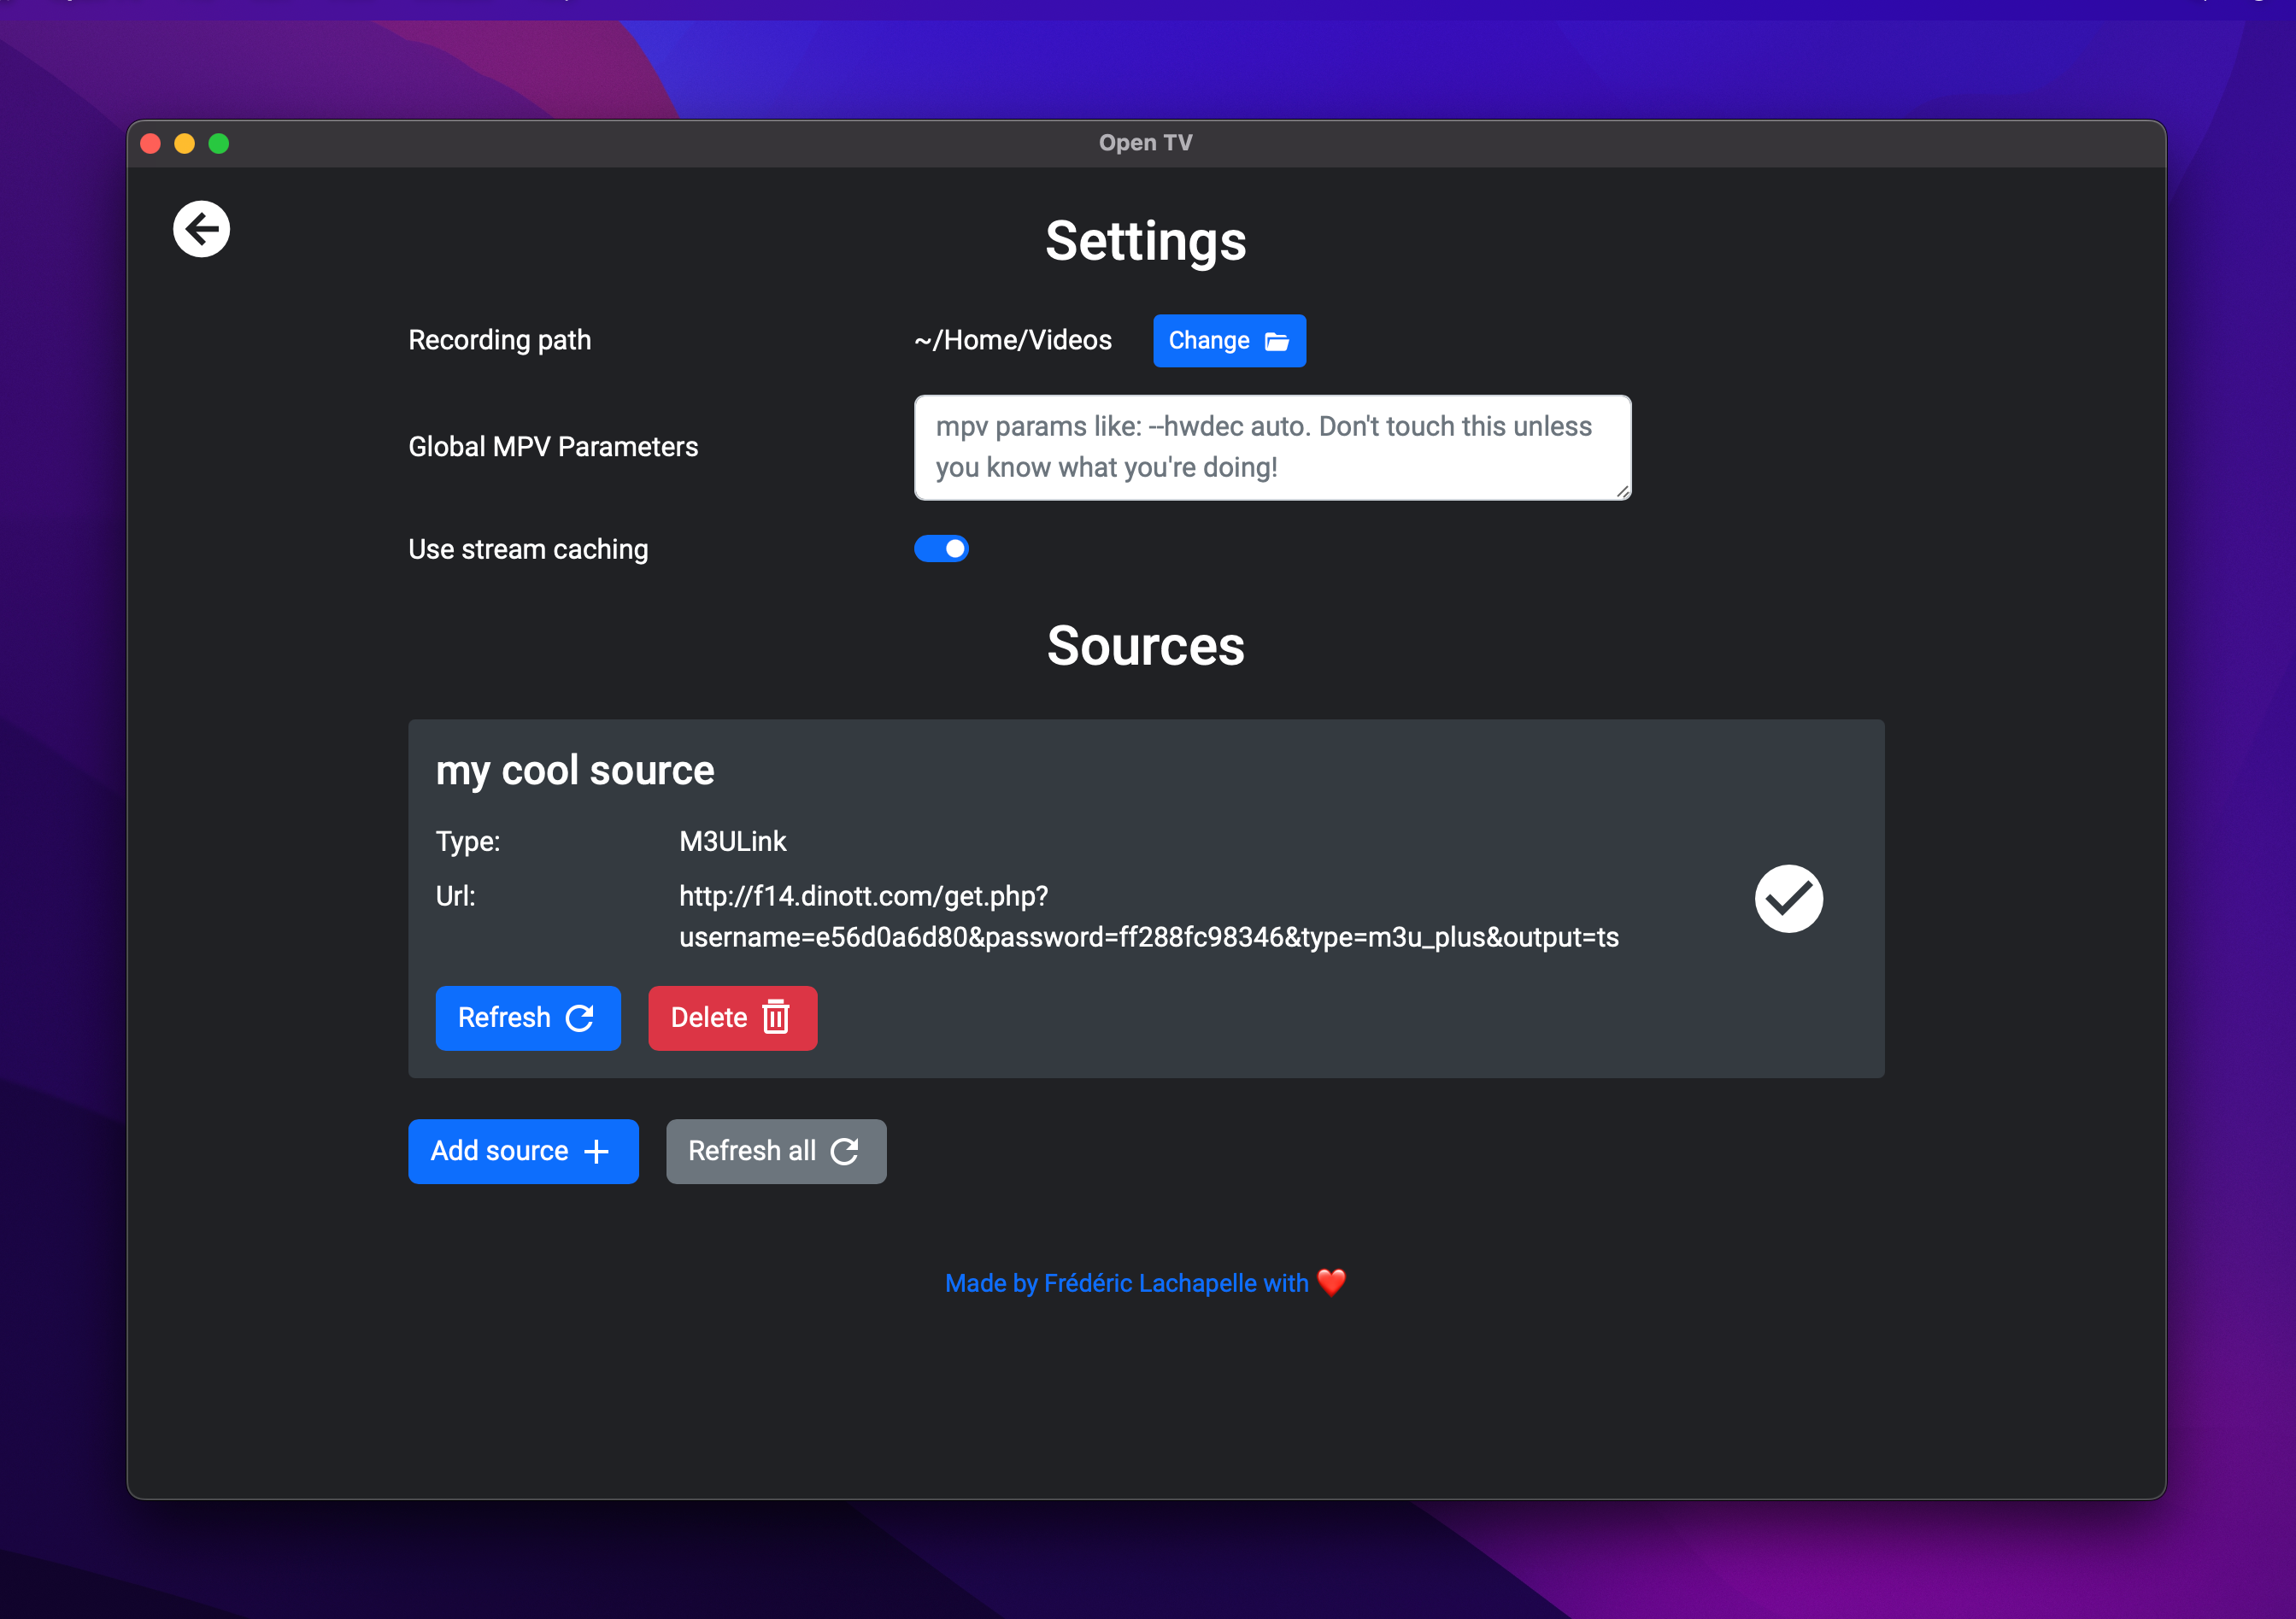 Open TV
Settings
Recording path
~/Home/Videos
Change
Global MPV Parameters
mpv params like: --hwdec auto. Don't touch this unless
you know what you're doing!
Use stream caching
Sources
my cool source
Type:
M3ULink
Url:
http://f14.dinott.com/get.php?
username=e56d0a6d80&password=ff288fc98346&type=m3u_plus&output=ts
Refresh
Delete
Add source
Refresh all
Made by Frédéric Lachapelle with ❤️